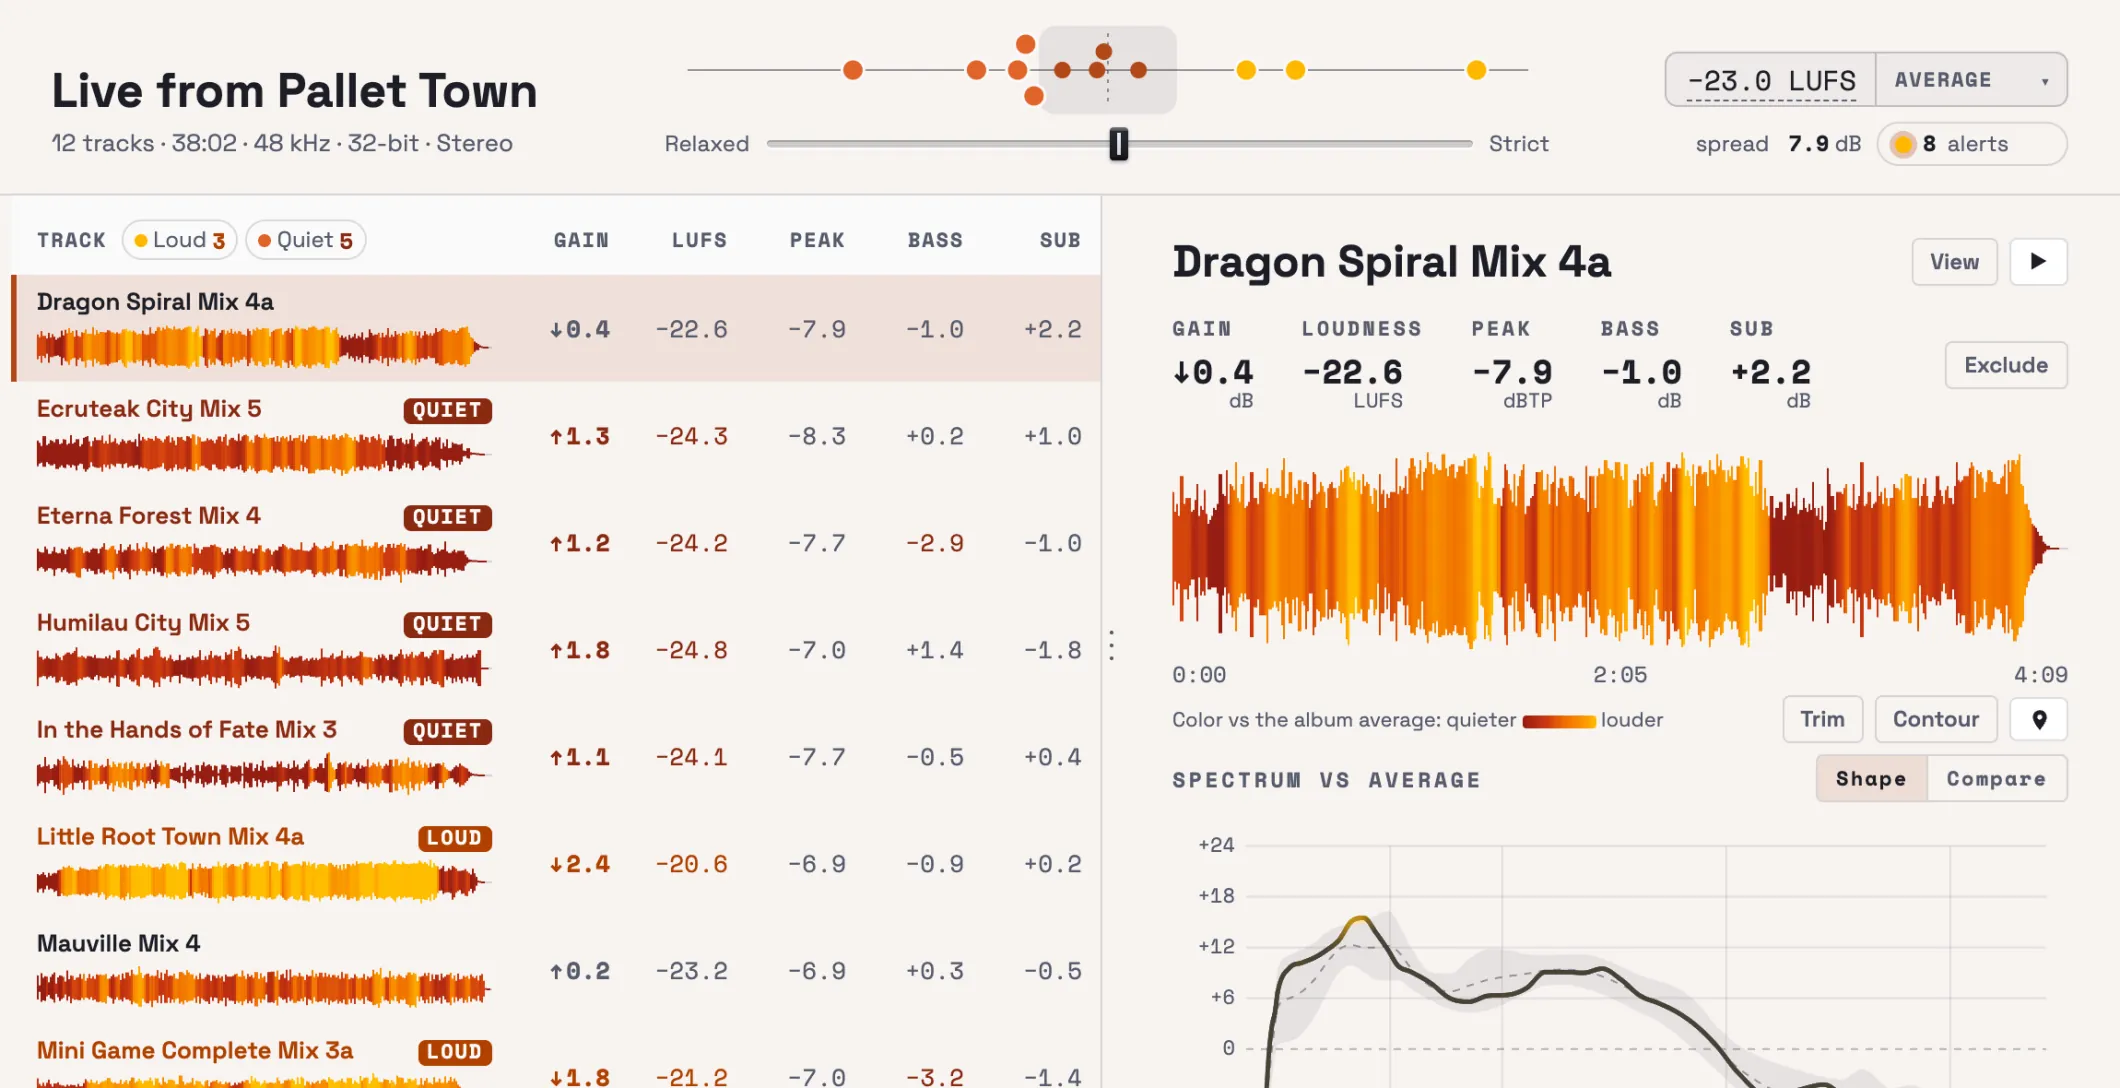 Live from Pallet Town
12 tracks · 38:02 · 48 kHz · 32-bit · Stereo
Relaxed Strict
−23.0 LUFS AVERAGE ▾
spread 7.9 dB 8 alerts
TRACK Loud 3 Quiet 5 GAIN LUFS PEAK BASS SUB
Dragon Spiral Mix 4a
↓0.4 −22.6 −7.9 −1.0 +2.2
Ecruteak City Mix 5 QUIET
↑1.3 −24.3 −8.3 +0.2 +1.0
Eterna Forest Mix 4 QUIET
↑1.2 −24.2 −7.7 −2.9 −1.0
Humilau City Mix 5 QUIET
↑1.8 −24.8 −7.0 +1.4 −1.8
In the Hands of Fate Mix 3 QUIET
↑1.1 −24.1 −7.7 −0.5 +0.4
Little Root Town Mix 4a LOUD
↓2.4 −20.6 −6.9 −0.9 +0.2
Mauville Mix 4
↑0.2 −23.2 −6.9 +0.3 −0.5
Mini Game Complete Mix 3a LOUD
↓1.8 −21.2 −7.0 −3.2 −1.4
Dragon Spiral Mix 4a View
GAIN LOUDNESS PEAK BASS SUB
↓0.4 −22.6 −7.9 −1.0 +2.2 Exclude
dB LUFS dBTP dB dB
0:00 2:05 4:09
Color vs the album average: quieter louder Trim Contour
SPECTRUM VS AVERAGE Shape Compare
+24
+18
+12
+6
0